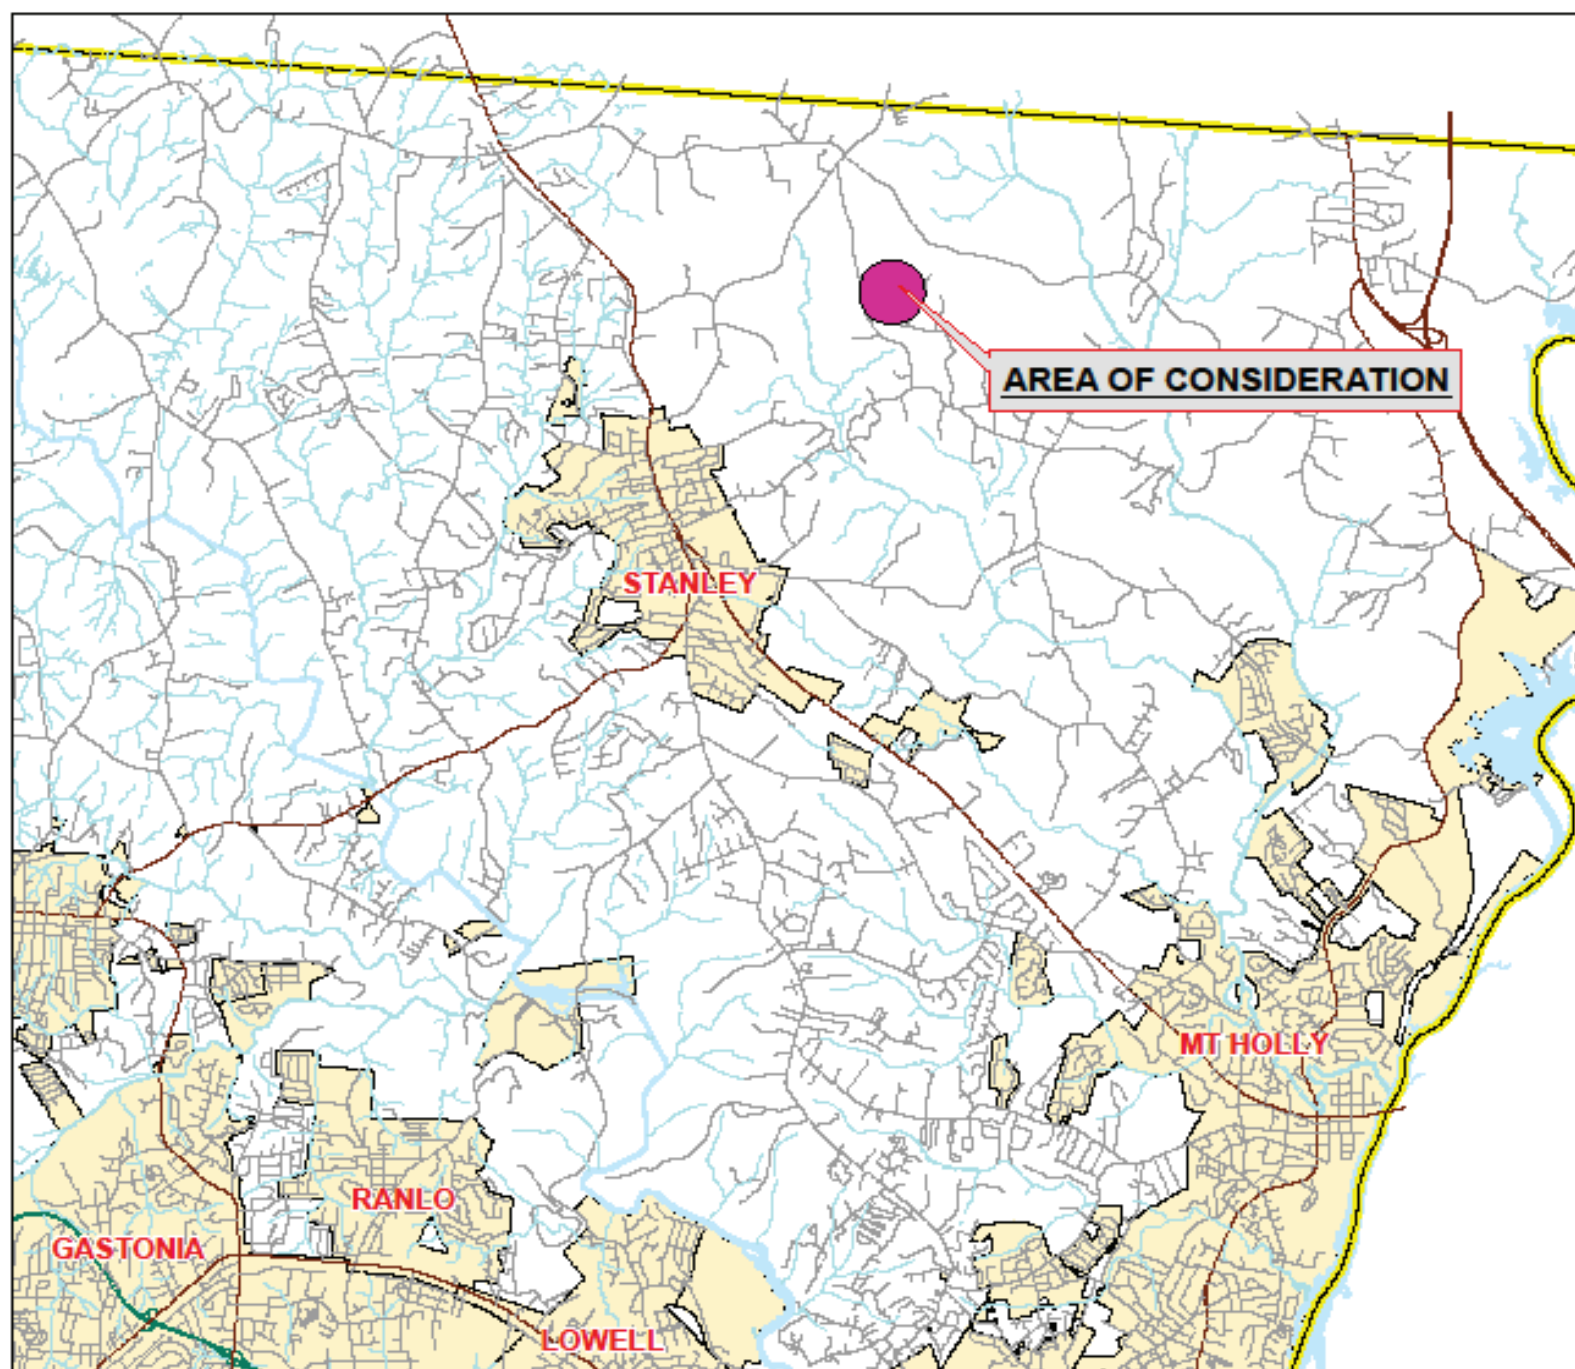 AREA OF CONSIDERATION
STANLEY
MT HOLLY
RANLO
GASTONIA
LOWELL